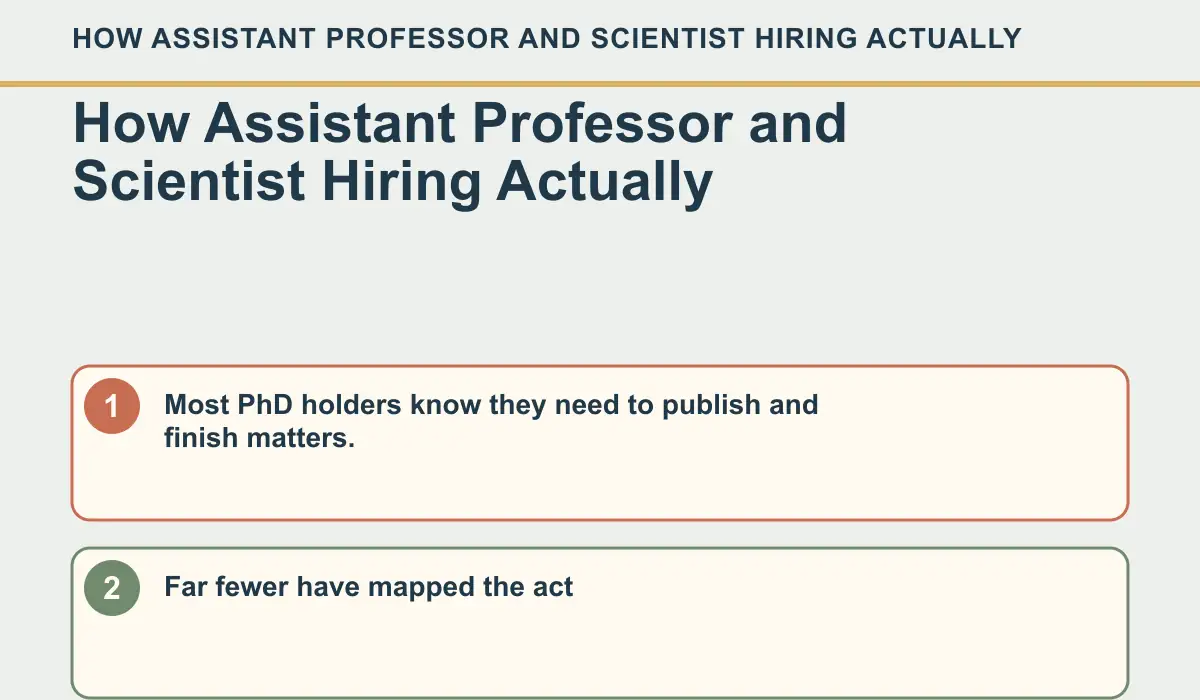 HOW ASSISTANT PROFESSOR AND SCIENTIST HIRING ACTUALLY
How Assistant Professor and
Scientist Hiring Actually
1
Most PhD holders know they need to publish and
finish matters.
2
Far fewer have mapped the act